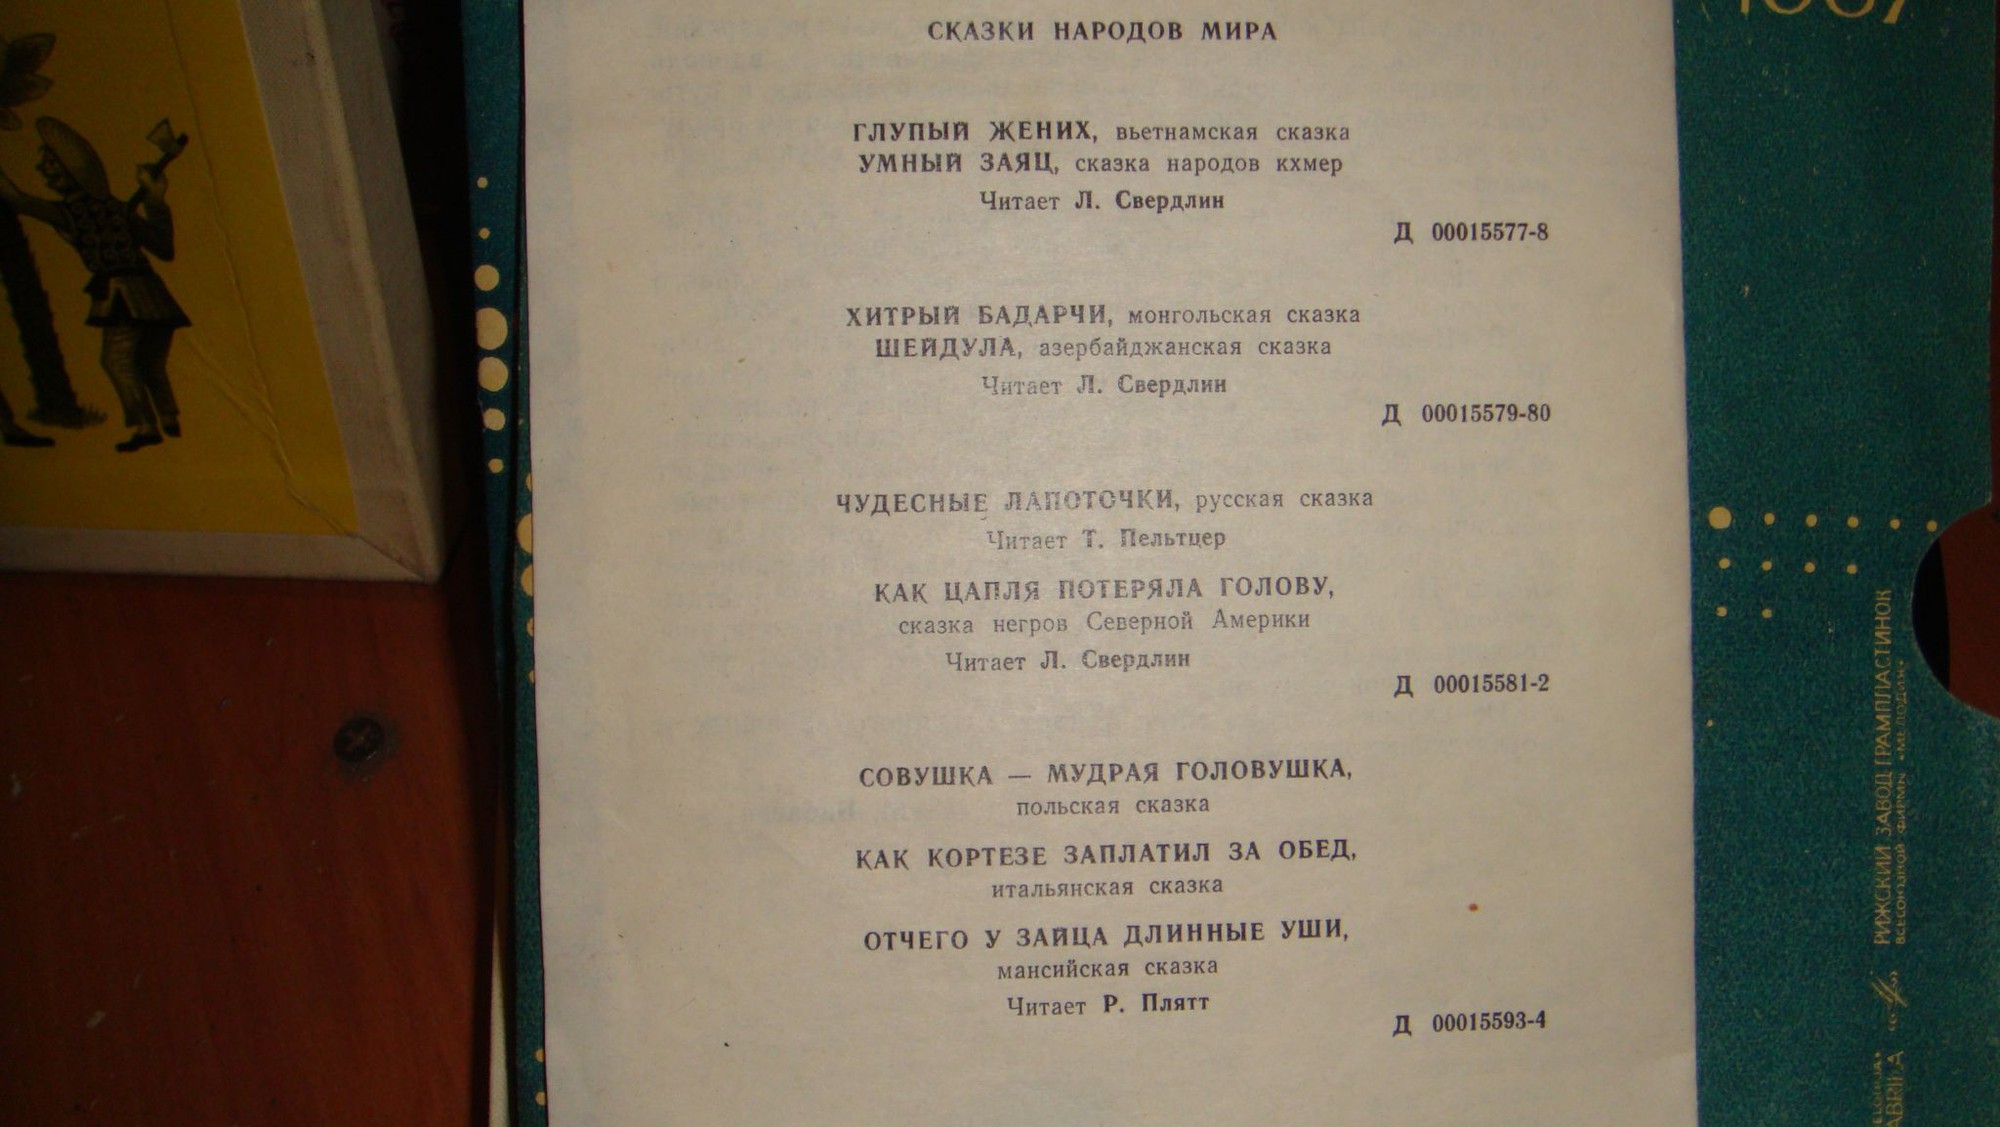 СКАЗКИ НАРОДОВ МИРА
ГЛУПЫЙ ЖЕНИХ, вьетнамская сказка
УМНЫЙ ЗАЯЦ, сказка народов кхмер
Читает Л. Свердлин
Д 00015577-8
ХИТРЫЙ БАДАРЧИ, монгольская сказка
ШЕЙДУЛА, азербайджанская сказка
Читает Л. Свердлин
Д 00015579-80
ЧУДЕСНЫЕ ЛАПОТОЧКИ, русская сказка
Читает Т. Пельтцер
КАК ЦАПЛЯ ПОТЕРЯЛА ГОЛОВУ,
сказка негров Северной Америки
Читает Л. Свердлин
Д 00015581-2
СОВУШКА — МУДРАЯ ГОЛОВУШКА,
польская сказка
КАК КОРТЕЗЕ ЗАПЛАТИЛ ЗА ОБЕД,
итальянская сказка
ОТЧЕГО У ЗАЙЦА ДЛИННЫЕ УШИ,
мансийская сказка
Читает Р. Плятт
Д 00015593-4
РИЖСКИЙ ЗАВОД ГРАМПЛАСТИНОК
ВСЕСОЮЗНОЙ ФИРМЫ «МЕЛОДИЯ»